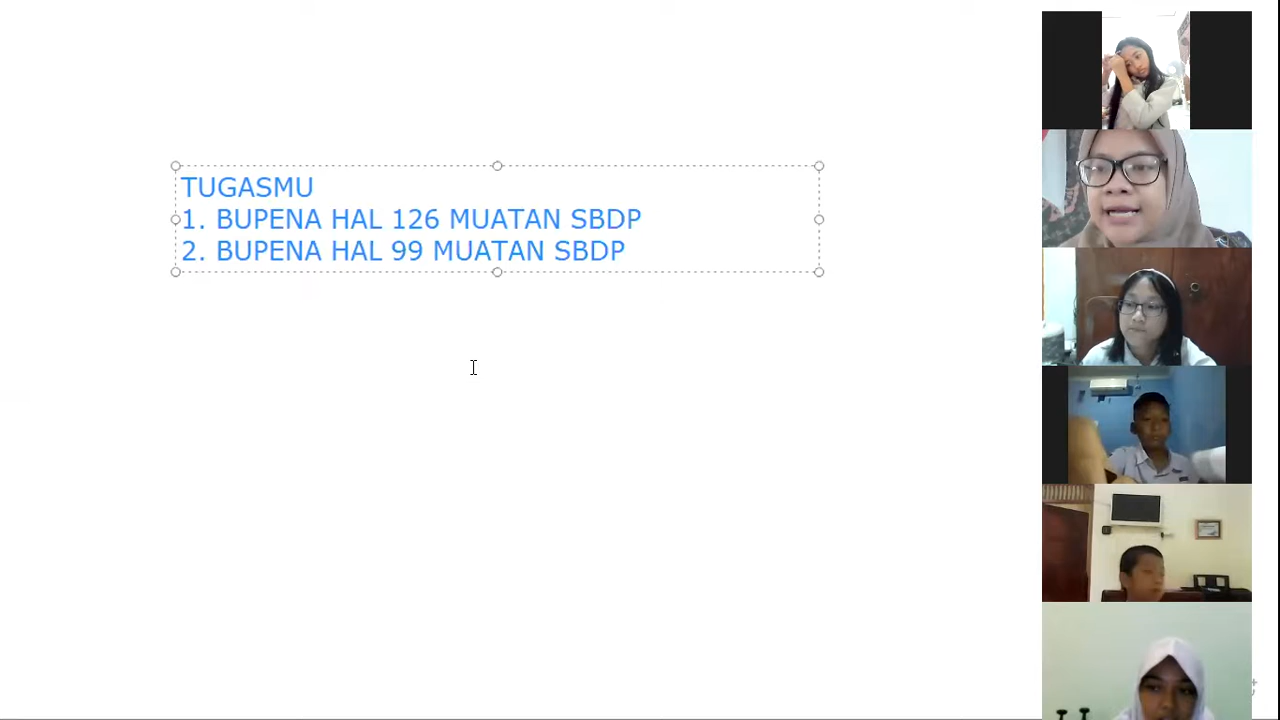 TUGASMU
1. BUPENA HAL 126 MUATAN SBDP
2. BUPENA HAL 99 MUATAN SBDP